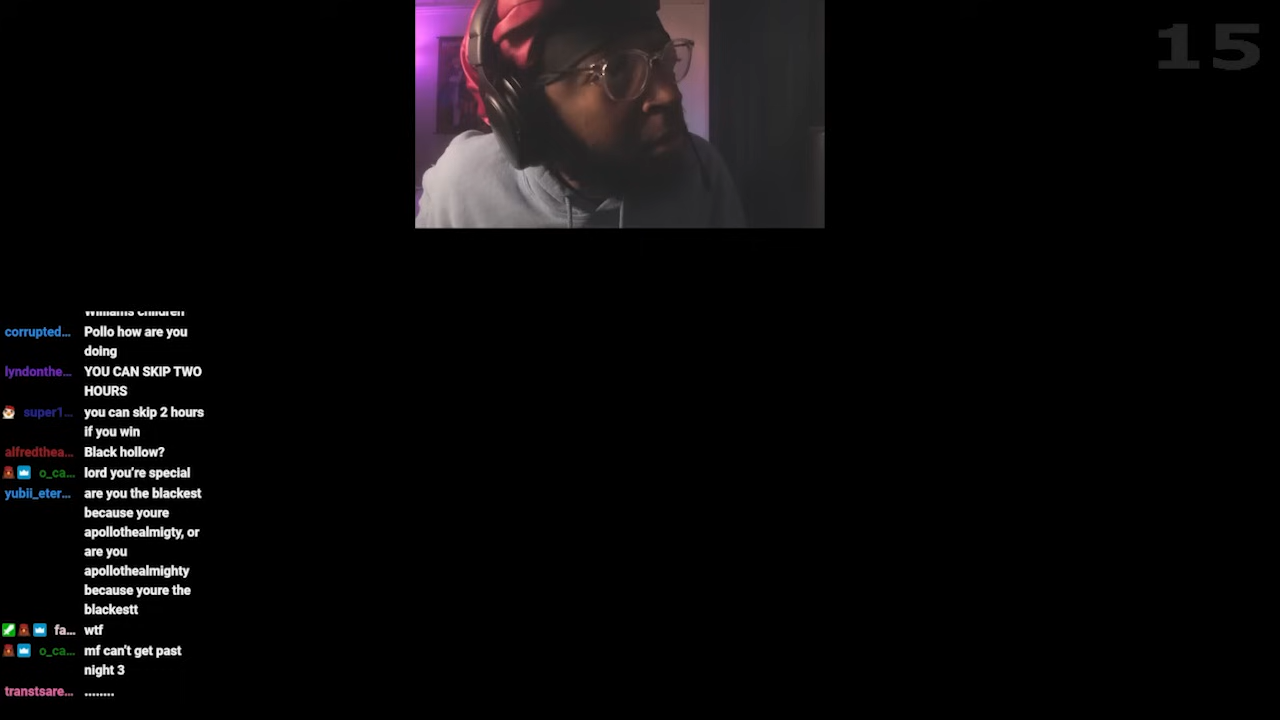 15
Williams children
corrupted... Pollo how are you
doing
lyndonthe... YOU CAN SKIP TWO
HOURS
super1... you can skip 2 hours
if you win
alfredthea... Black hollow?
o_ca... lord you're special
yubii_eter... are you the blackest
because youre
apollothealmigty, or
are you
apollothealmighty
because youre the
blackestt
fa... wtf
o_ca... mf can't get past
night 3
transtsare... ........